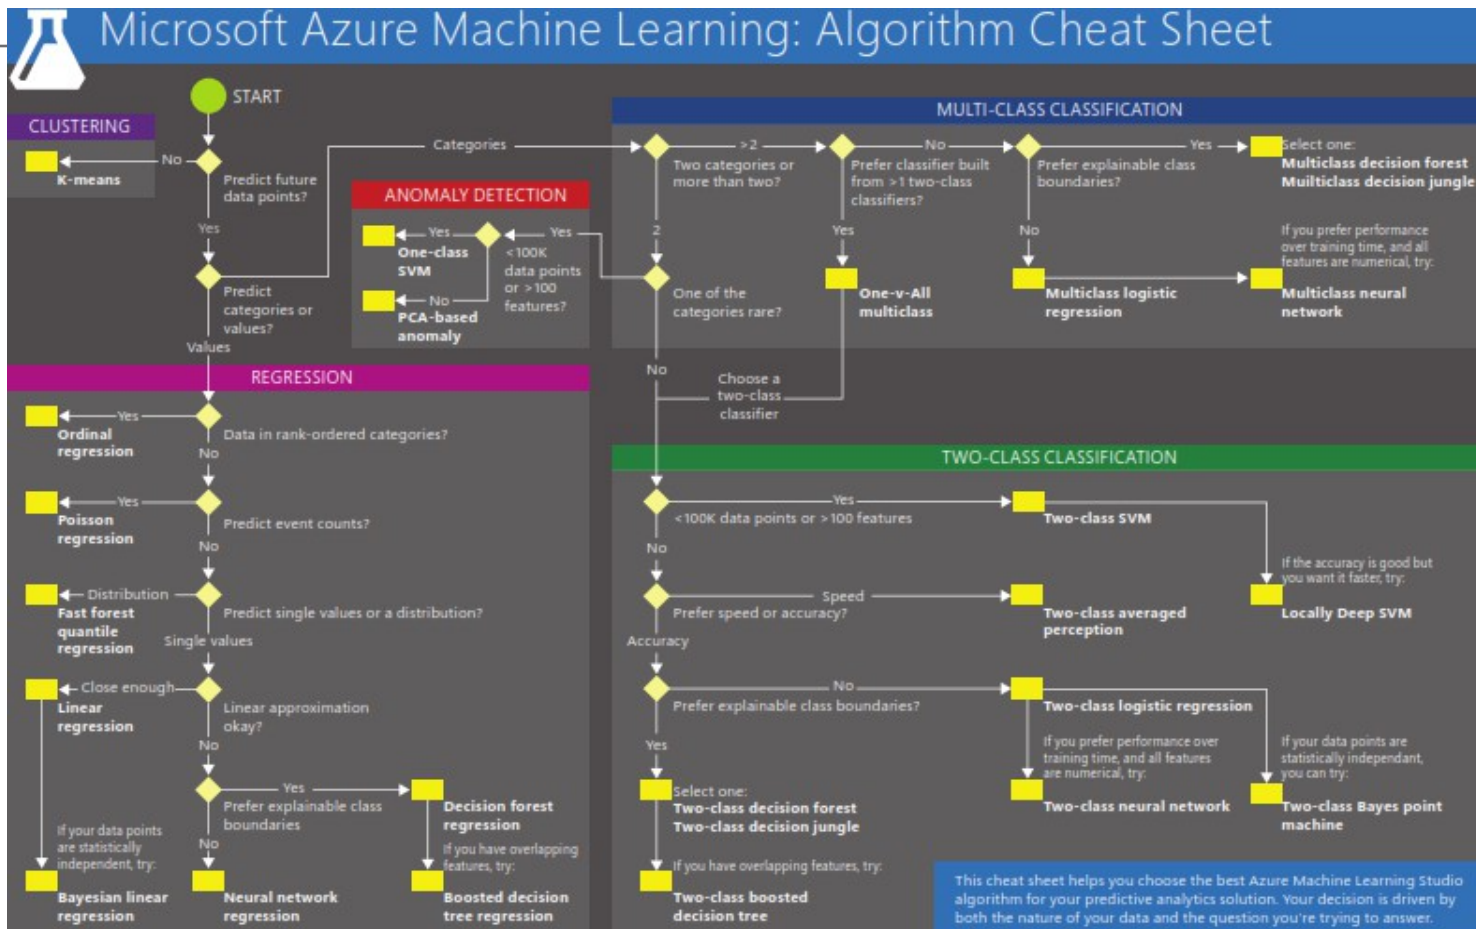 Microsoft Azure Machine Learning: Algorithm Cheat Sheet
START
CLUSTERING
No
K-means
Predict future
data points?
Yes
Predict
categories or
values?
Categories
Values
ANOMALY DETECTION
Yes
One-class
SVM
<100K
data points
or >100
features?
Yes
No
PCA-based
anomaly
MULTI-CLASS CLASSIFICATION
>2
Two categories or
more than two?
2
One of the
categories rare?
No
Prefer classifier built
from >1 two-class
classifiers?
Yes
One-v-All
multiclass
No
Prefer explainable class
boundaries?
Yes
Select one:
Multiclass decision forest
Muilticlass decision jungle
No
Multiclass logistic
regression
If you prefer performance
over training time, and all
features are numerical, try:
Multiclass neural
network
Choose a
two-class
classifier
REGRESSION
Yes
Ordinal
regression
Data in rank-ordered categories?
No
Yes
Poisson
regression
Predict event counts?
No
Distribution
Fast forest
quantile
regression
Predict single values or a distribution?
Single values
Close enough
Linear
regression
Linear approximation
okay?
No
Yes
Prefer explainable class
boundaries
Decision forest
regression
If your data points
are statistically
independent, try:
No
If you have overlapping
features, try:
Bayesian linear
regression
Neural network
regression
Boosted decision
tree regression
TWO-CLASS CLASSIFICATION
Yes
<100K data points or >100 features
Two-class SVM
No
If the accuracy is good but
you want it faster, try:
Locally Deep SVM
Speed
Prefer speed or accuracy?
Two-class averaged
perception
Accuracy
No
Prefer explainable class boundaries?
Two-class logistic regression
Yes
If you prefer performance over
training time, and all features
are numerical, try:
If your data points are
statistically independant,
you can try:
Select one:
Two-class decision forest
Two-class decision jungle
Two-class neural network
Two-class Bayes point
machine
If you have overlapping features, try:
Two-class boosted
decision tree
This cheat sheet helps you choose the best Azure Machine Learning Studio
algorithm for your predictive analytics solution. Your decision is driven by
both the nature of your data and the question you're trying to answer.